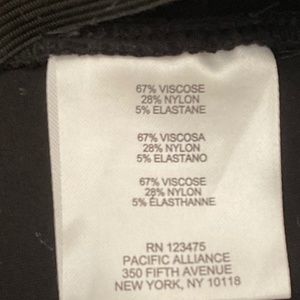 67% VISCOSE
28% NYLON
5% ELASTANE
67% VISCOSA
28% NYLON
5% ELASTANO
67% VISCOSE
28% NYLON
5% ÉLASTHANNE
RN 123475
PACIFIC ALLIANCE
350 FIFTH AVENUE
NEW YORK, NY 10118